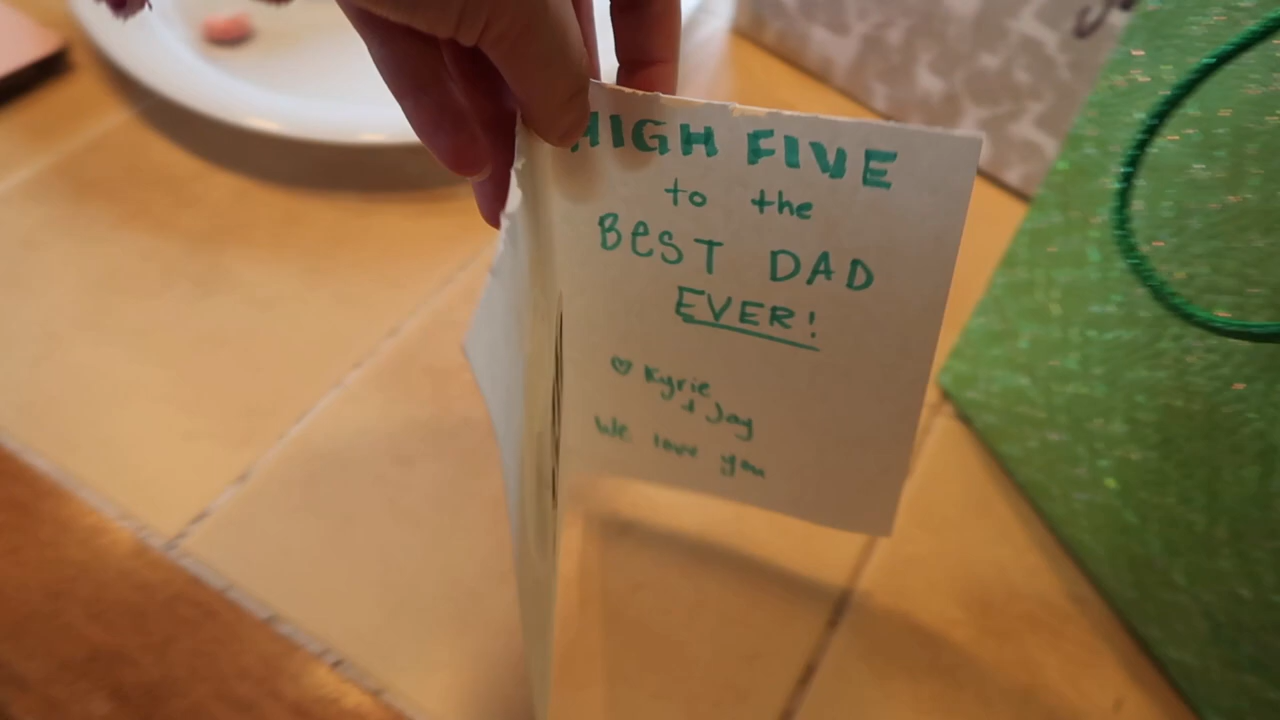 HIGH FIVE
to the
BEST DAD
EVER!
♡ Kyrie
+ Jay
We love you